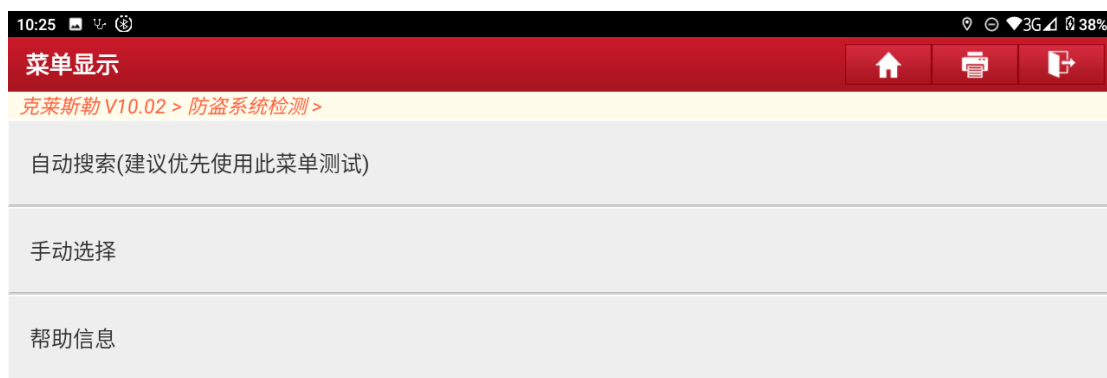 10:25 3G 38%
菜单显示
克莱斯勒 V10.02 > 防盗系统检测 >
自动搜索(建议优先使用此菜单测试)
手动选择
帮助信息